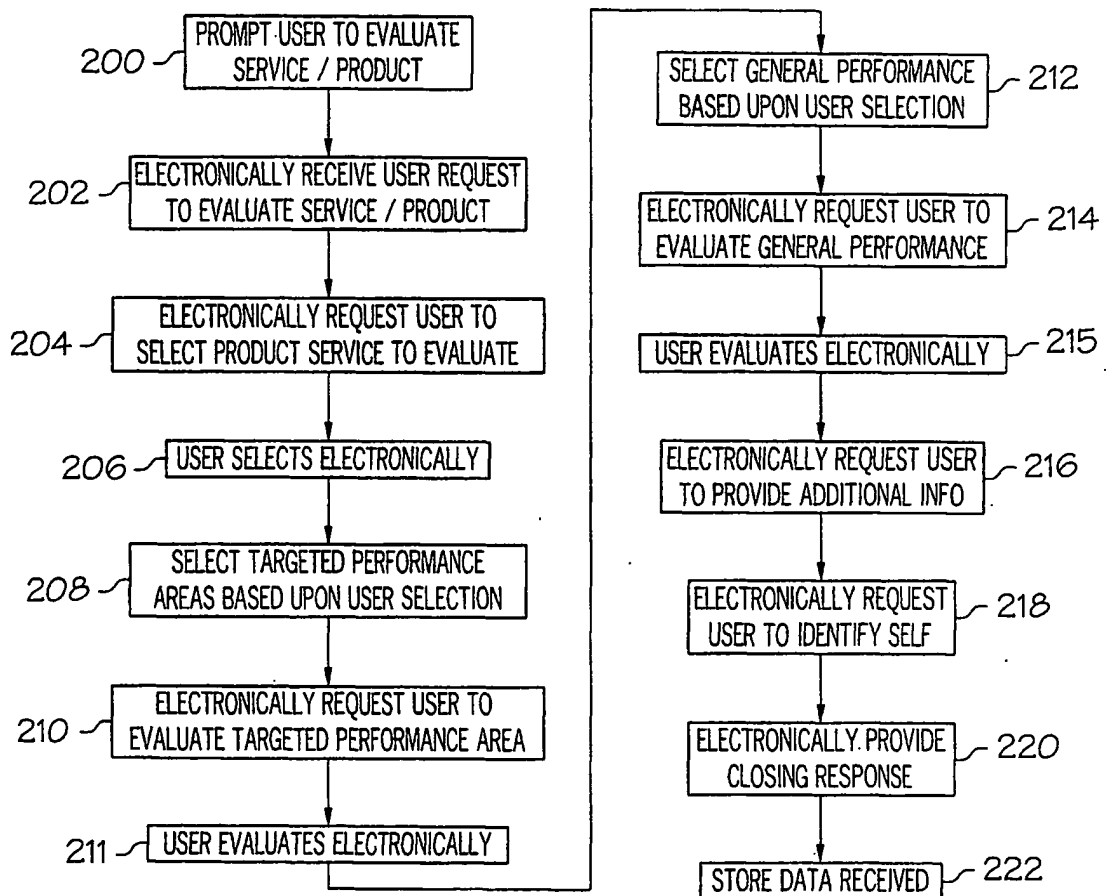 200
PROMPT USER TO EVALUATE
SERVICE / PRODUCT
202
ELECTRONICALLY RECEIVE USER REQUEST
TO EVALUATE SERVICE / PRODUCT
204
ELECTRONICALLY REQUEST USER TO
SELECT PRODUCT SERVICE TO EVALUATE
206
USER SELECTS ELECTRONICALLY
208
SELECT TARGETED PERFORMANCE
AREAS BASED UPON USER SELECTION
210
ELECTRONICALLY REQUEST USER TO
EVALUATE TARGETED PERFORMANCE AREA
211
USER EVALUATES ELECTRONICALLY
SELECT GENERAL PERFORMANCE
BASED UPON USER SELECTION
212
ELECTRONICALLY REQUEST USER TO
EVALUATE GENERAL PERFORMANCE
214
USER EVALUATES ELECTRONICALLY
215
ELECTRONICALLY REQUEST USER
TO PROVIDE ADDITIONAL INFO
216
ELECTRONICALLY REQUEST
USER TO IDENTIFY SELF
218
ELECTRONICALLY PROVIDE
CLOSING RESPONSE
220
STORE DATA RECEIVED
222